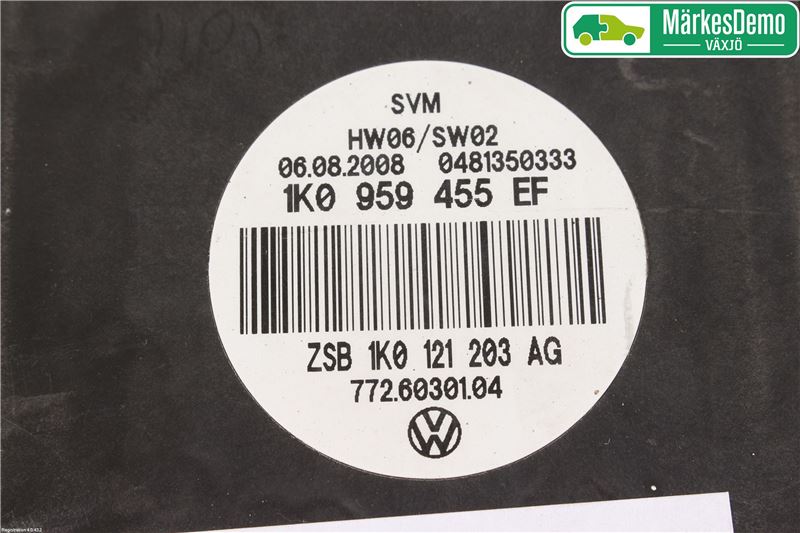 MärkesDemo
VÄXJÖ
SVM
HW06/SW02
06.08.2008 0481350333
1K0 959 455 EF
ZSB 1K0 121 203 AG
772.60301.04
VW